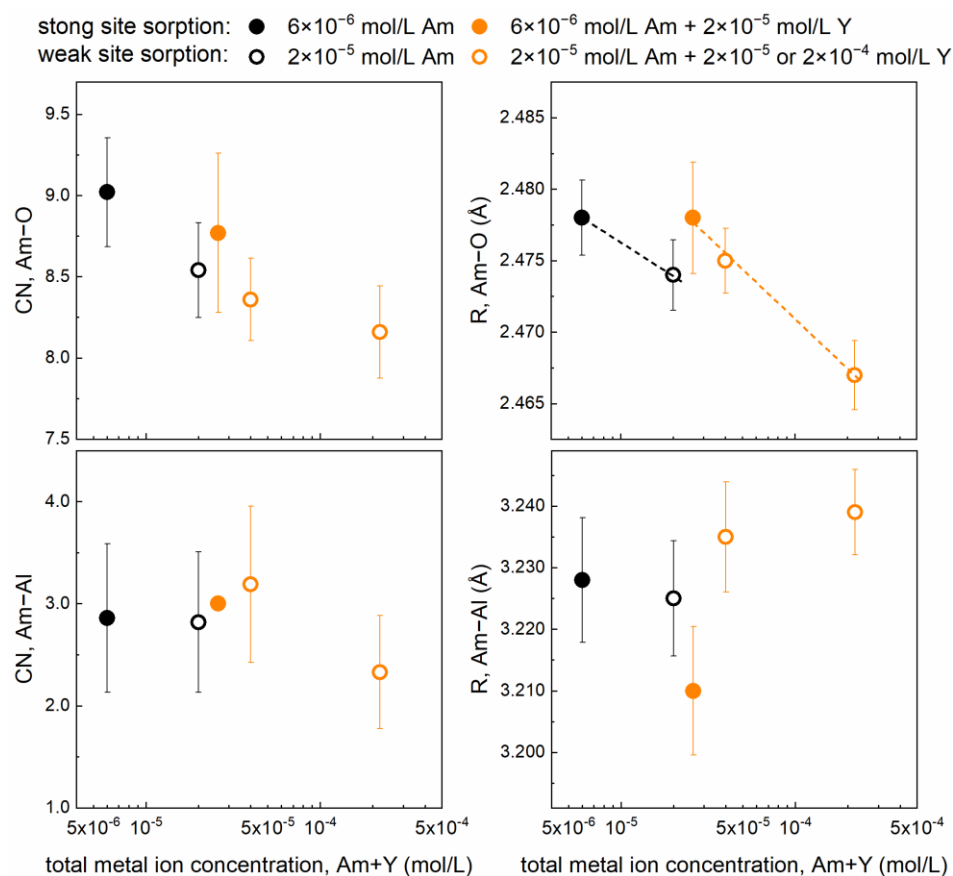 stong site sorption: ● 6×10⁻⁶ mol/L Am ● 6×10⁻⁶ mol/L Am + 2×10⁻⁵ mol/L Y
weak site sorption: ○ 2×10⁻⁵ mol/L Am ○ 2×10⁻⁵ mol/L Am + 2×10⁻⁵ or 2×10⁻⁴ mol/L Y
CN, Am−O
9.5
9.0
8.5
8.0
7.5
R, Am−O (Å)
2.485
2.480
2.475
2.470
2.465
CN, Am−Al
4.0
3.0
2.0
1.0
5x10⁻⁶ 10⁻⁵ 5x10⁻⁵ 10⁻⁴ 5x10⁻⁴
total metal ion concentration, Am+Y (mol/L)
R, Am−Al (Å)
3.240
3.230
3.220
3.210
3.200
5x10⁻⁶ 10⁻⁵ 5x10⁻⁵ 10⁻⁴ 5x10⁻⁴
total metal ion concentration, Am+Y (mol/L)